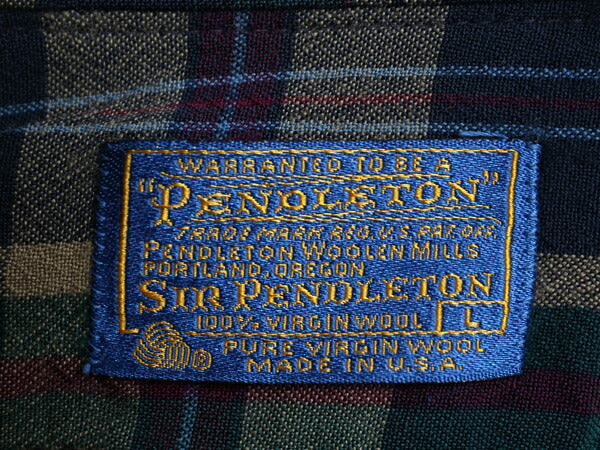 WARRANTED TO BE A
"PENDLETON"
TRADE MARK REG. U.S. PAT. OFF.
PENDLETON WOOLEN MILLS
PORTLAND, OREGON
SIR PENDLETON
100% VIRGIN WOOL L
® PURE VIRGIN WOOL
MADE IN U.S.A.